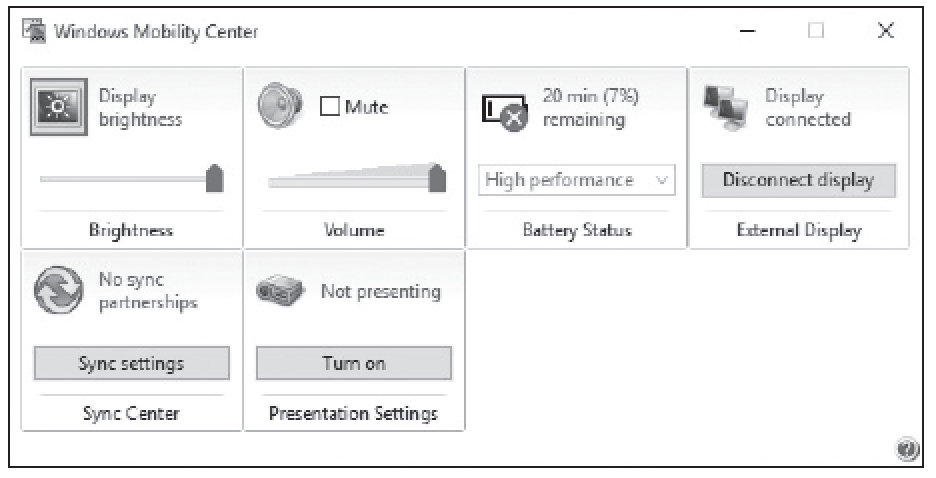 Windows Mobility Center
Display
brightness
Brightness
Mute
Volume
20 min (7%)
remaining
High performance
Battery Status
Display
connected
Disconnect display
External Display
No sync
partnerships
Sync settings
Sync Center
Not presenting
Turn on
Presentation Settings